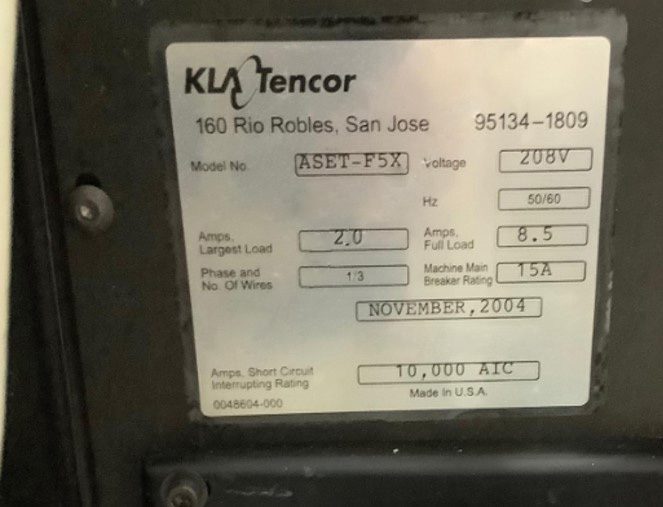 KLA Tencor
160 Rio Robles, San Jose 95134-1809
Model No. ASET-F5X Voltage 208V
Hz 50/60
Amps, Largest Load 2.0 Amps, Full Load 8.5
Phase and No. Of Wires 1/3 Machine Main Breaker Rating 15A
NOVEMBER, 2004
Amps, Short Circuit Interrupting Rating 10,000 AIC
Made In U.S.A.
0048604-000